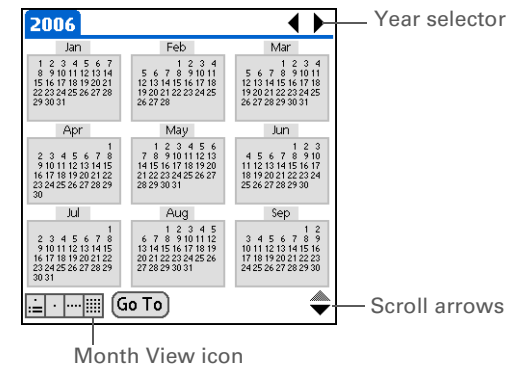 2006
Year selector
Jan Feb Mar
1 2 3 4 5 6 7 1 2 3 4 1 2 3 4
8 9 10 11 12 13 14 5 6 7 8 9 10 11 5 6 7 8 9 10 11
15 16 17 18 19 20 21 12 13 14 15 16 17 18 12 13 14 15 16 17 18
22 23 24 25 26 27 28 19 20 21 22 23 24 25 19 20 21 22 23 24 25
29 30 31 26 27 28 26 27 28 29 30 31
Apr May Jun
1 1 2 3 4 5 6 1 2 3
2 3 4 5 6 7 8 7 8 9 10 11 12 13 4 5 6 7 8 9 10
9 10 11 12 13 14 15 14 15 16 17 18 19 20 11 12 13 14 15 16 17
16 17 18 19 20 21 22 21 22 23 24 25 26 27 18 19 20 21 22 23 24
23 24 25 26 27 28 29 28 29 30 31 25 26 27 28 29 30
30
Jul Aug Sep
1 1 2 3 4 5 1 2
2 3 4 5 6 7 8 6 7 8 9 10 11 12 3 4 5 6 7 8 9
9 10 11 12 13 14 15 13 14 15 16 17 18 19 10 11 12 13 14 15 16
16 17 18 19 20 21 22 20 21 22 23 24 25 26 17 18 19 20 21 22 23
23 24 25 26 27 28 29 27 28 29 30 31 24 25 26 27 28 29 30
30 31
Go To
Scroll arrows
Month View icon